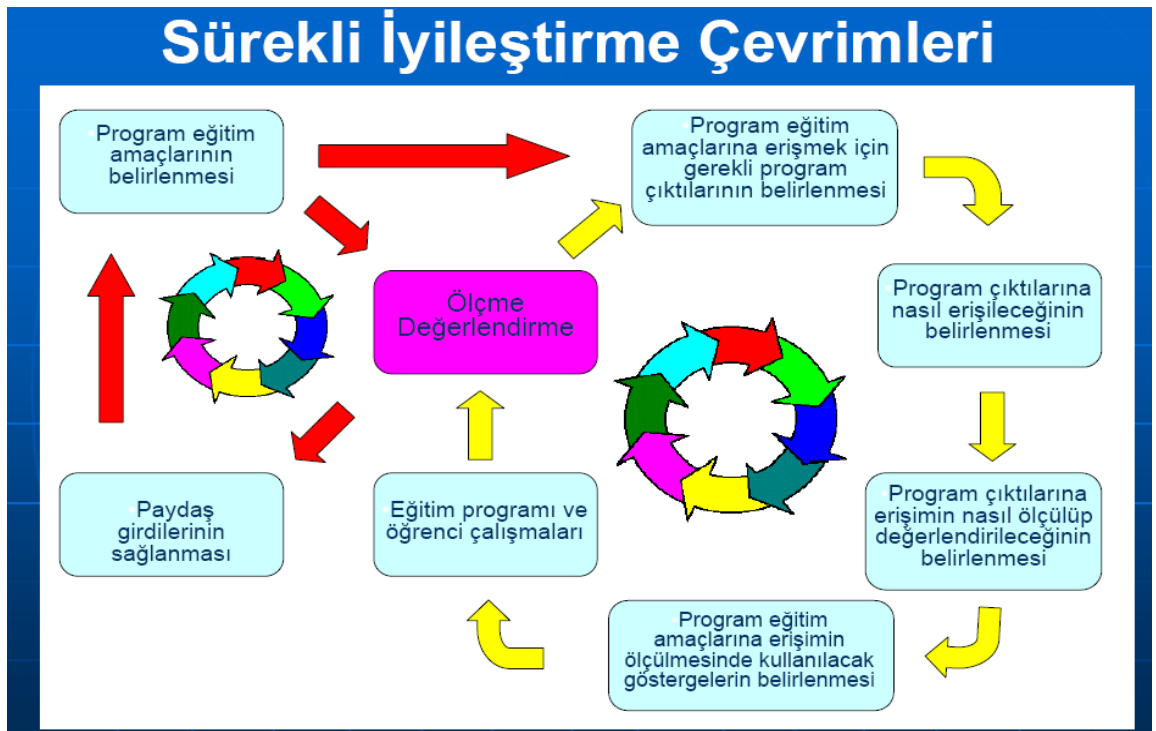 Sürekli İyileştirme Çevrimleri
Program eğitim
amaçlarının
belirlenmesi
Program eğitim
amaçlarına erişmek için
gerekli program
çıktılarının belirlenmesi
Ölçme
Değerlendirme
Program çıktılarına
nasıl erişileceğinin
belirlenmesi
Paydaş
girdilerinin
sağlanması
Eğitim programı ve
öğrenci çalışmaları
Program çıktılarına
erişimin nasıl ölçülüp
değerlendirileceğinin
belirlenmesi
Program eğitim
amaçlarına erişimin
ölçülmesinde kullanılacak
göstergelerin belirlenmesi